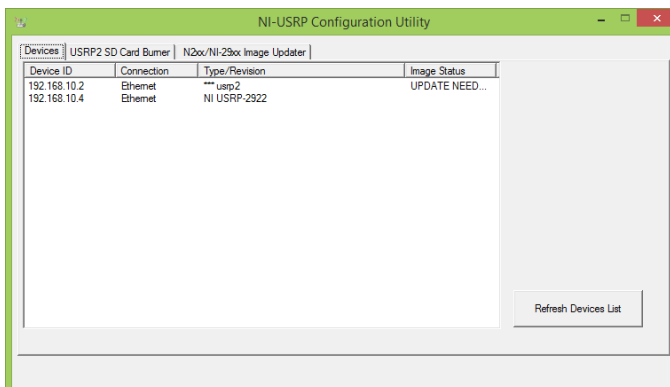 NI-USRP Configuration Utility
Devices USRP2 SD Card Burner N2xx/NI-29xx Image Updater
Device ID Connection Type/Revision Image Status
192.168.10.2 Ethernet *** usrp2 UPDATE NEED...
192.168.10.4 Ethernet NI USRP-2922
Refresh Devices List